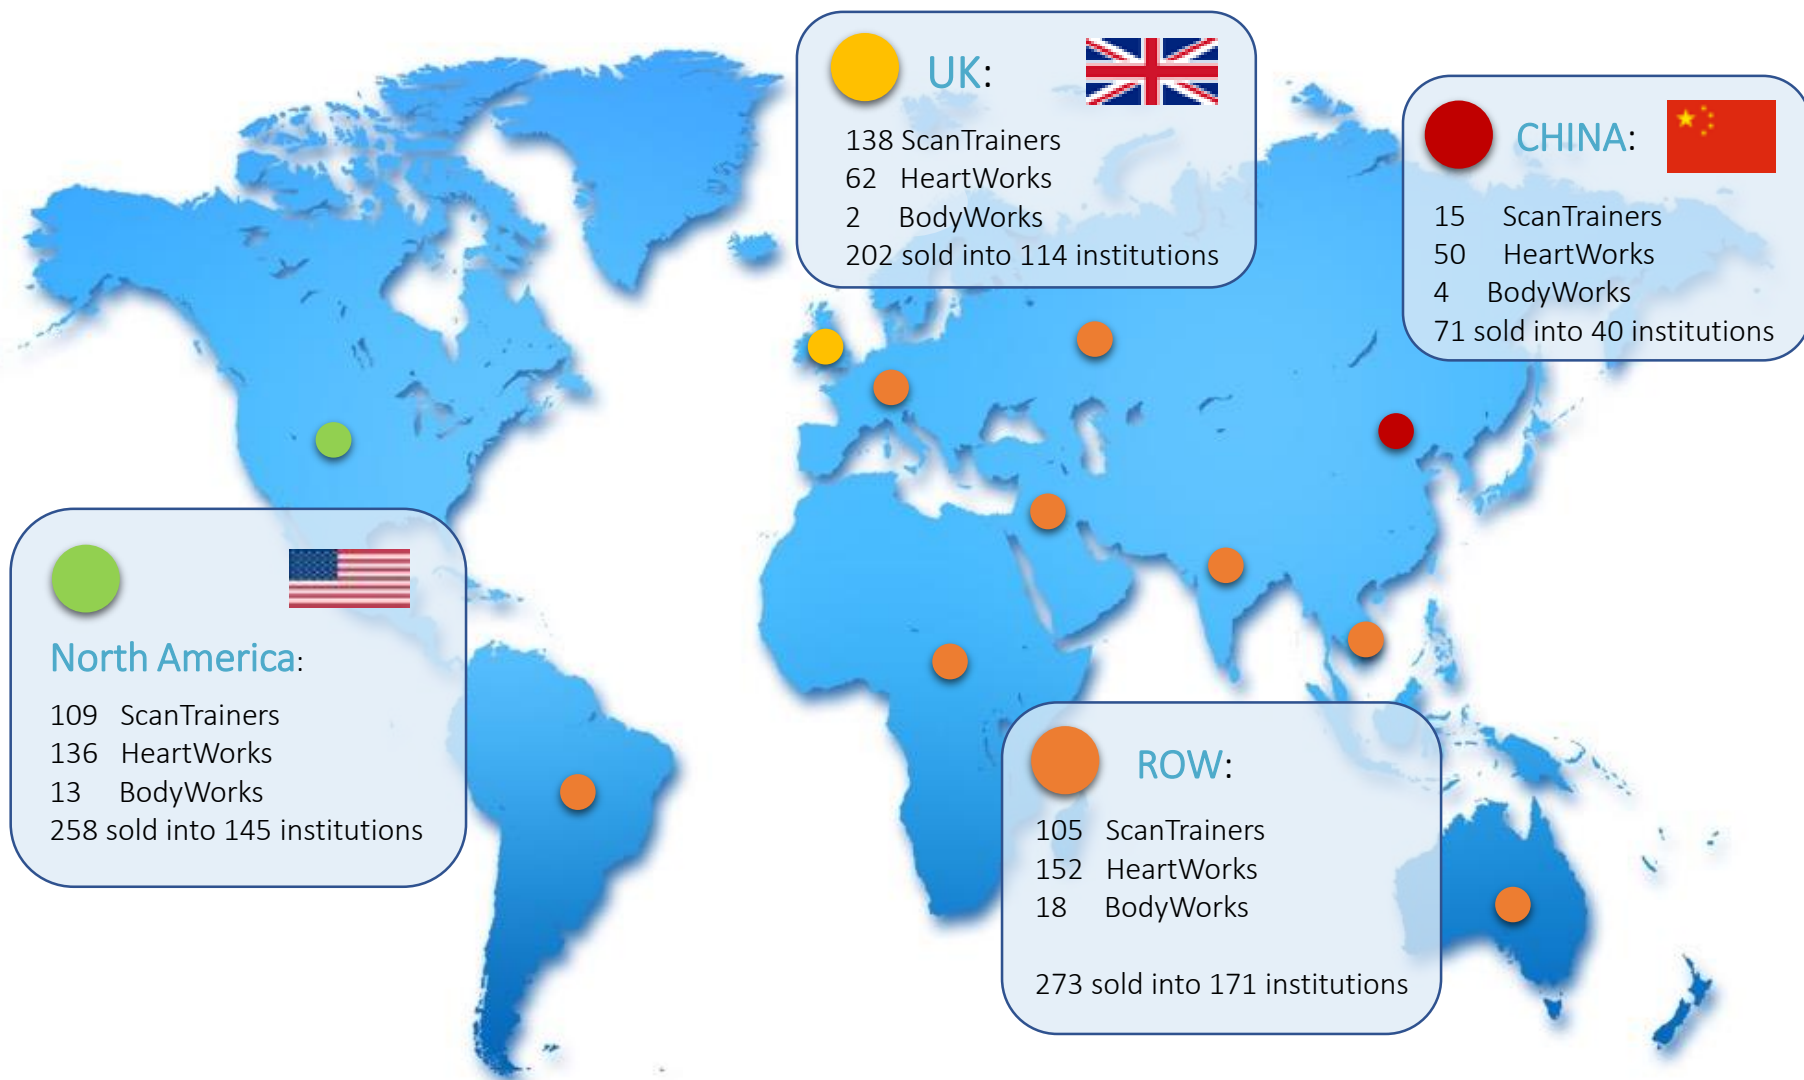 UK:
138 ScanTrainers
62 HeartWorks
2 BodyWorks
202 sold into 114 institutions
CHINA:
15 ScanTrainers
50 HeartWorks
4 BodyWorks
71 sold into 40 institutions
North America:
109 ScanTrainers
136 HeartWorks
13 BodyWorks
258 sold into 145 institutions
ROW:
105 ScanTrainers
152 HeartWorks
18 BodyWorks
273 sold into 171 institutions